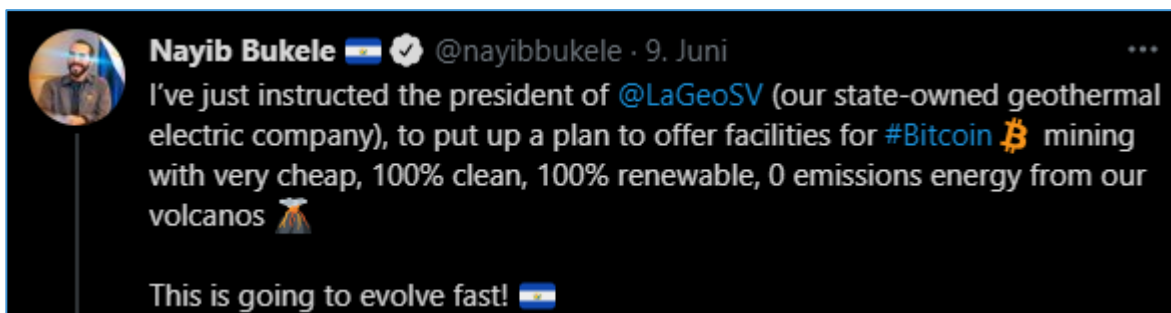 Nayib Bukele 🇸🇻 @nayibbukele · 9. Juni
I've just instructed the president of @LaGeoSV (our state-owned geothermal
electric company), to put up a plan to offer facilities for #Bitcoin mining
with very cheap, 100% clean, 100% renewable, 0 emissions energy from our
volcanos 🌋
This is going to evolve fast! 🇸🇻